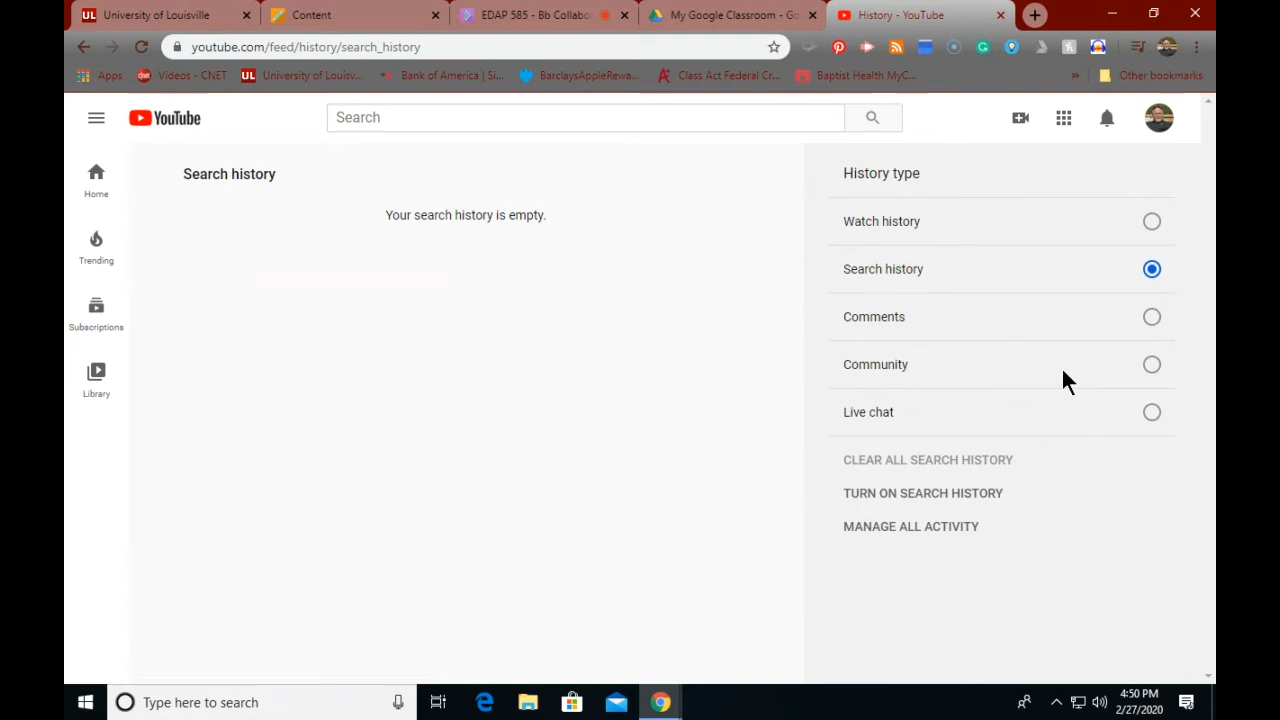 University of Louisville
Content
EDAP 585 - Bb Collabo
My Google Classroom - Go
History - YouTube
youtube.com/feed/history/search_history
Apps
Videos - CNET
University of Louisv...
Bank of America | Si...
BarclaysAppleRewa...
Class Act Federal Cr...
Baptist Health MyC...
Other bookmarks
YouTube
Search
Home
Trending
Subscriptions
Library
Search history
Your search history is empty.
History type
Watch history
Search history
Comments
Community
Live chat
CLEAR ALL SEARCH HISTORY
TURN ON SEARCH HISTORY
MANAGE ALL ACTIVITY
Type here to search
4:50 PM
2/27/2020